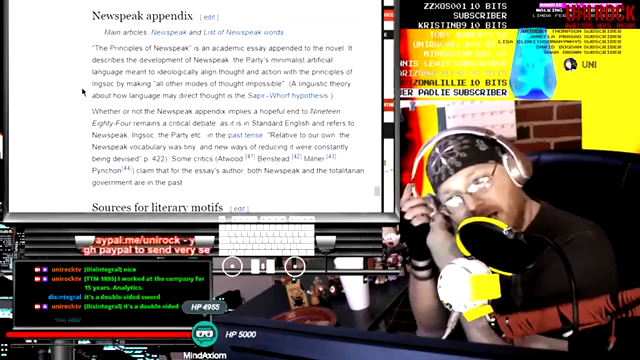 Newspeak appendix [edit]
Main articles: Newspeak and List of Newspeak words
"The Principles of Newspeak" is an academic essay appended to the novel. It
describes the development of Newspeak, the Party's minimalist artificial
language meant to ideologically align thought and action with the principles of
Ingsoc by making "all other modes of thought impossible". (A linguistic theory
about how language may direct thought is the Sapir–Whorf hypothesis.)
Whether or not the Newspeak appendix implies a hopeful end to Nineteen
Eighty-Four remains a critical debate, as it is in Standard English and refers to
Newspeak, Ingsoc, the Party etc., in the past tense: "Relative to our own, the
Newspeak vocabulary was tiny, and new ways of reducing it were constantly
being devised" p. 422). Some critics (Atwood,[41] Benstead,[42] Milner,[43]
Pynchon[44]) claim that for the essay's author, both Newspeak and the totalitarian
government are in the past.
Sources for literary motifs [edit]
ZZXOS001 10 BITS
SUBSCRIBER
KRISTINB9 10 BITS
SUBSCRIBER
UNIROCK
ANTHONY
UNI
aypal.me/unirock - y
gh paypal to send very se
unirocktv [DisIntegral] nice
unirocktv [TTM 1895] I worked at the company for
15 years. Analytics.
disintegral it's a double-sided sword
unirocktv [DisIntegral] it's a double-sided
HP 4955
HP 5000
MindAxiom